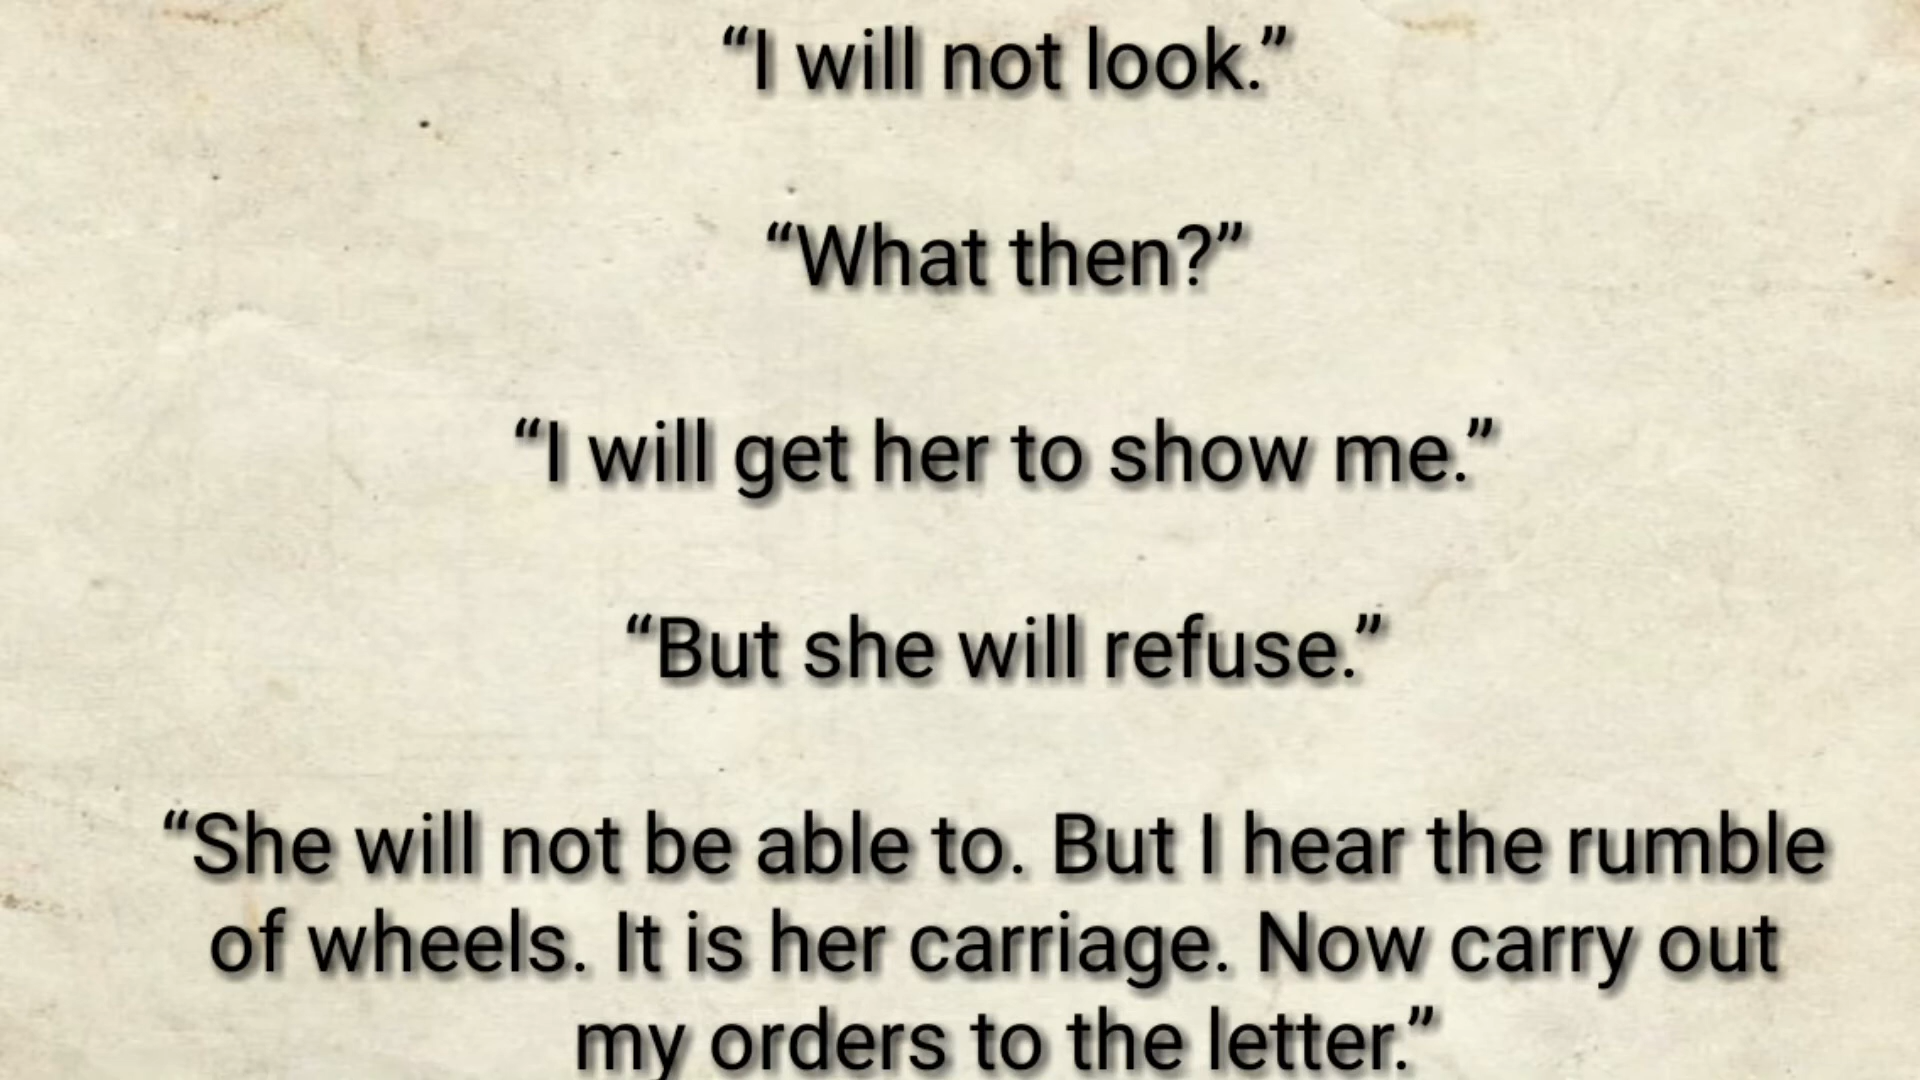 “I will not look.”
“What then?”
“I will get her to show me.”
“But she will refuse.”
“She will not be able to. But I hear the rumble
of wheels. It is her carriage. Now carry out
my orders to the letter.”